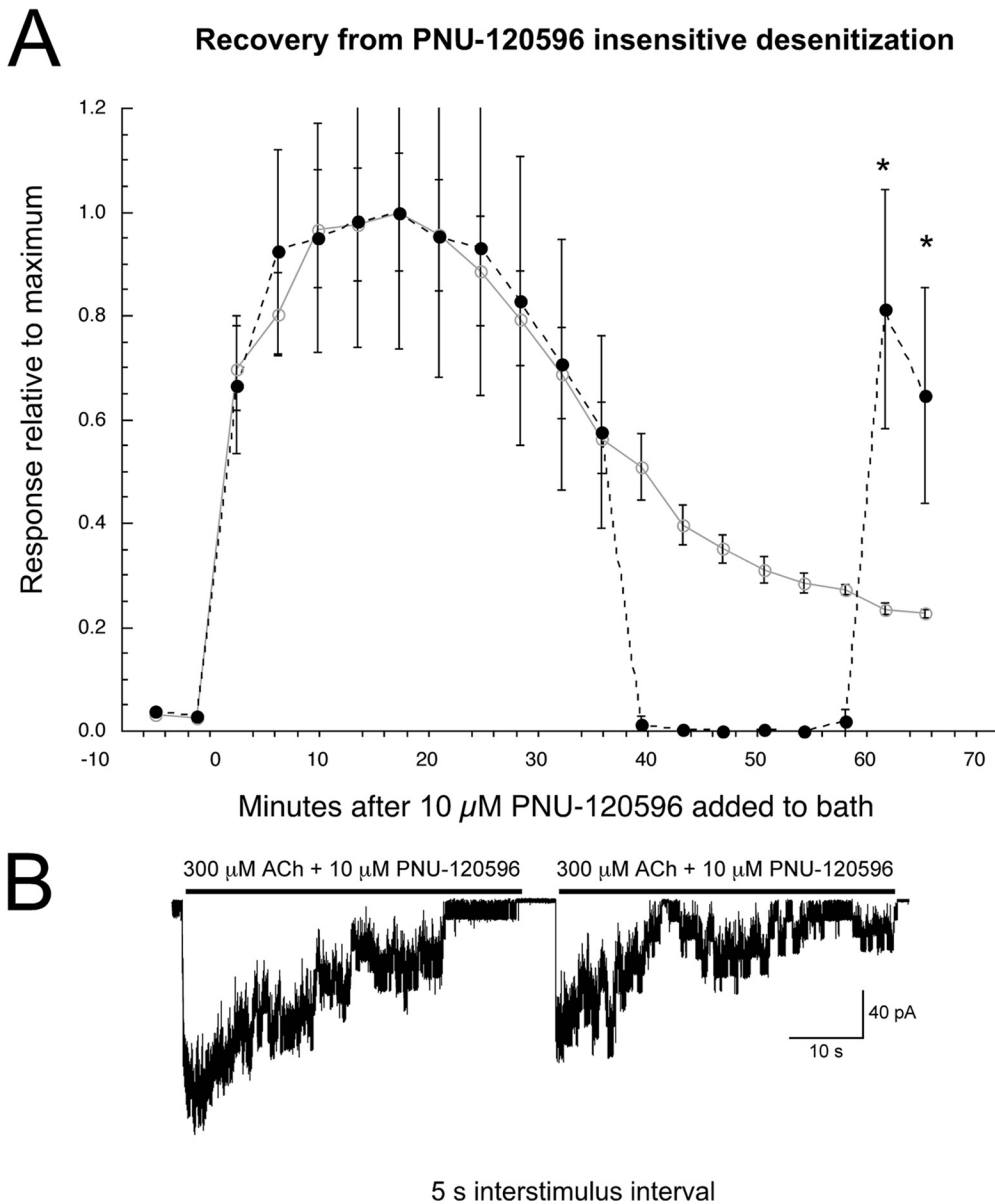 A
Recovery from PNU-120596 insensitive desenitization
Response relative to maximum
1.2
1.0
0.8
0.6
0.4
0.2
0.0
* *
-10 0 10 20 30 40 50 60 70
Minutes after 10 µM PNU-120596 added to bath
B
300 µM ACh + 10 µM PNU-120596 300 µM ACh + 10 µM PNU-120596
40 pA
10 s
5 s interstimulus interval